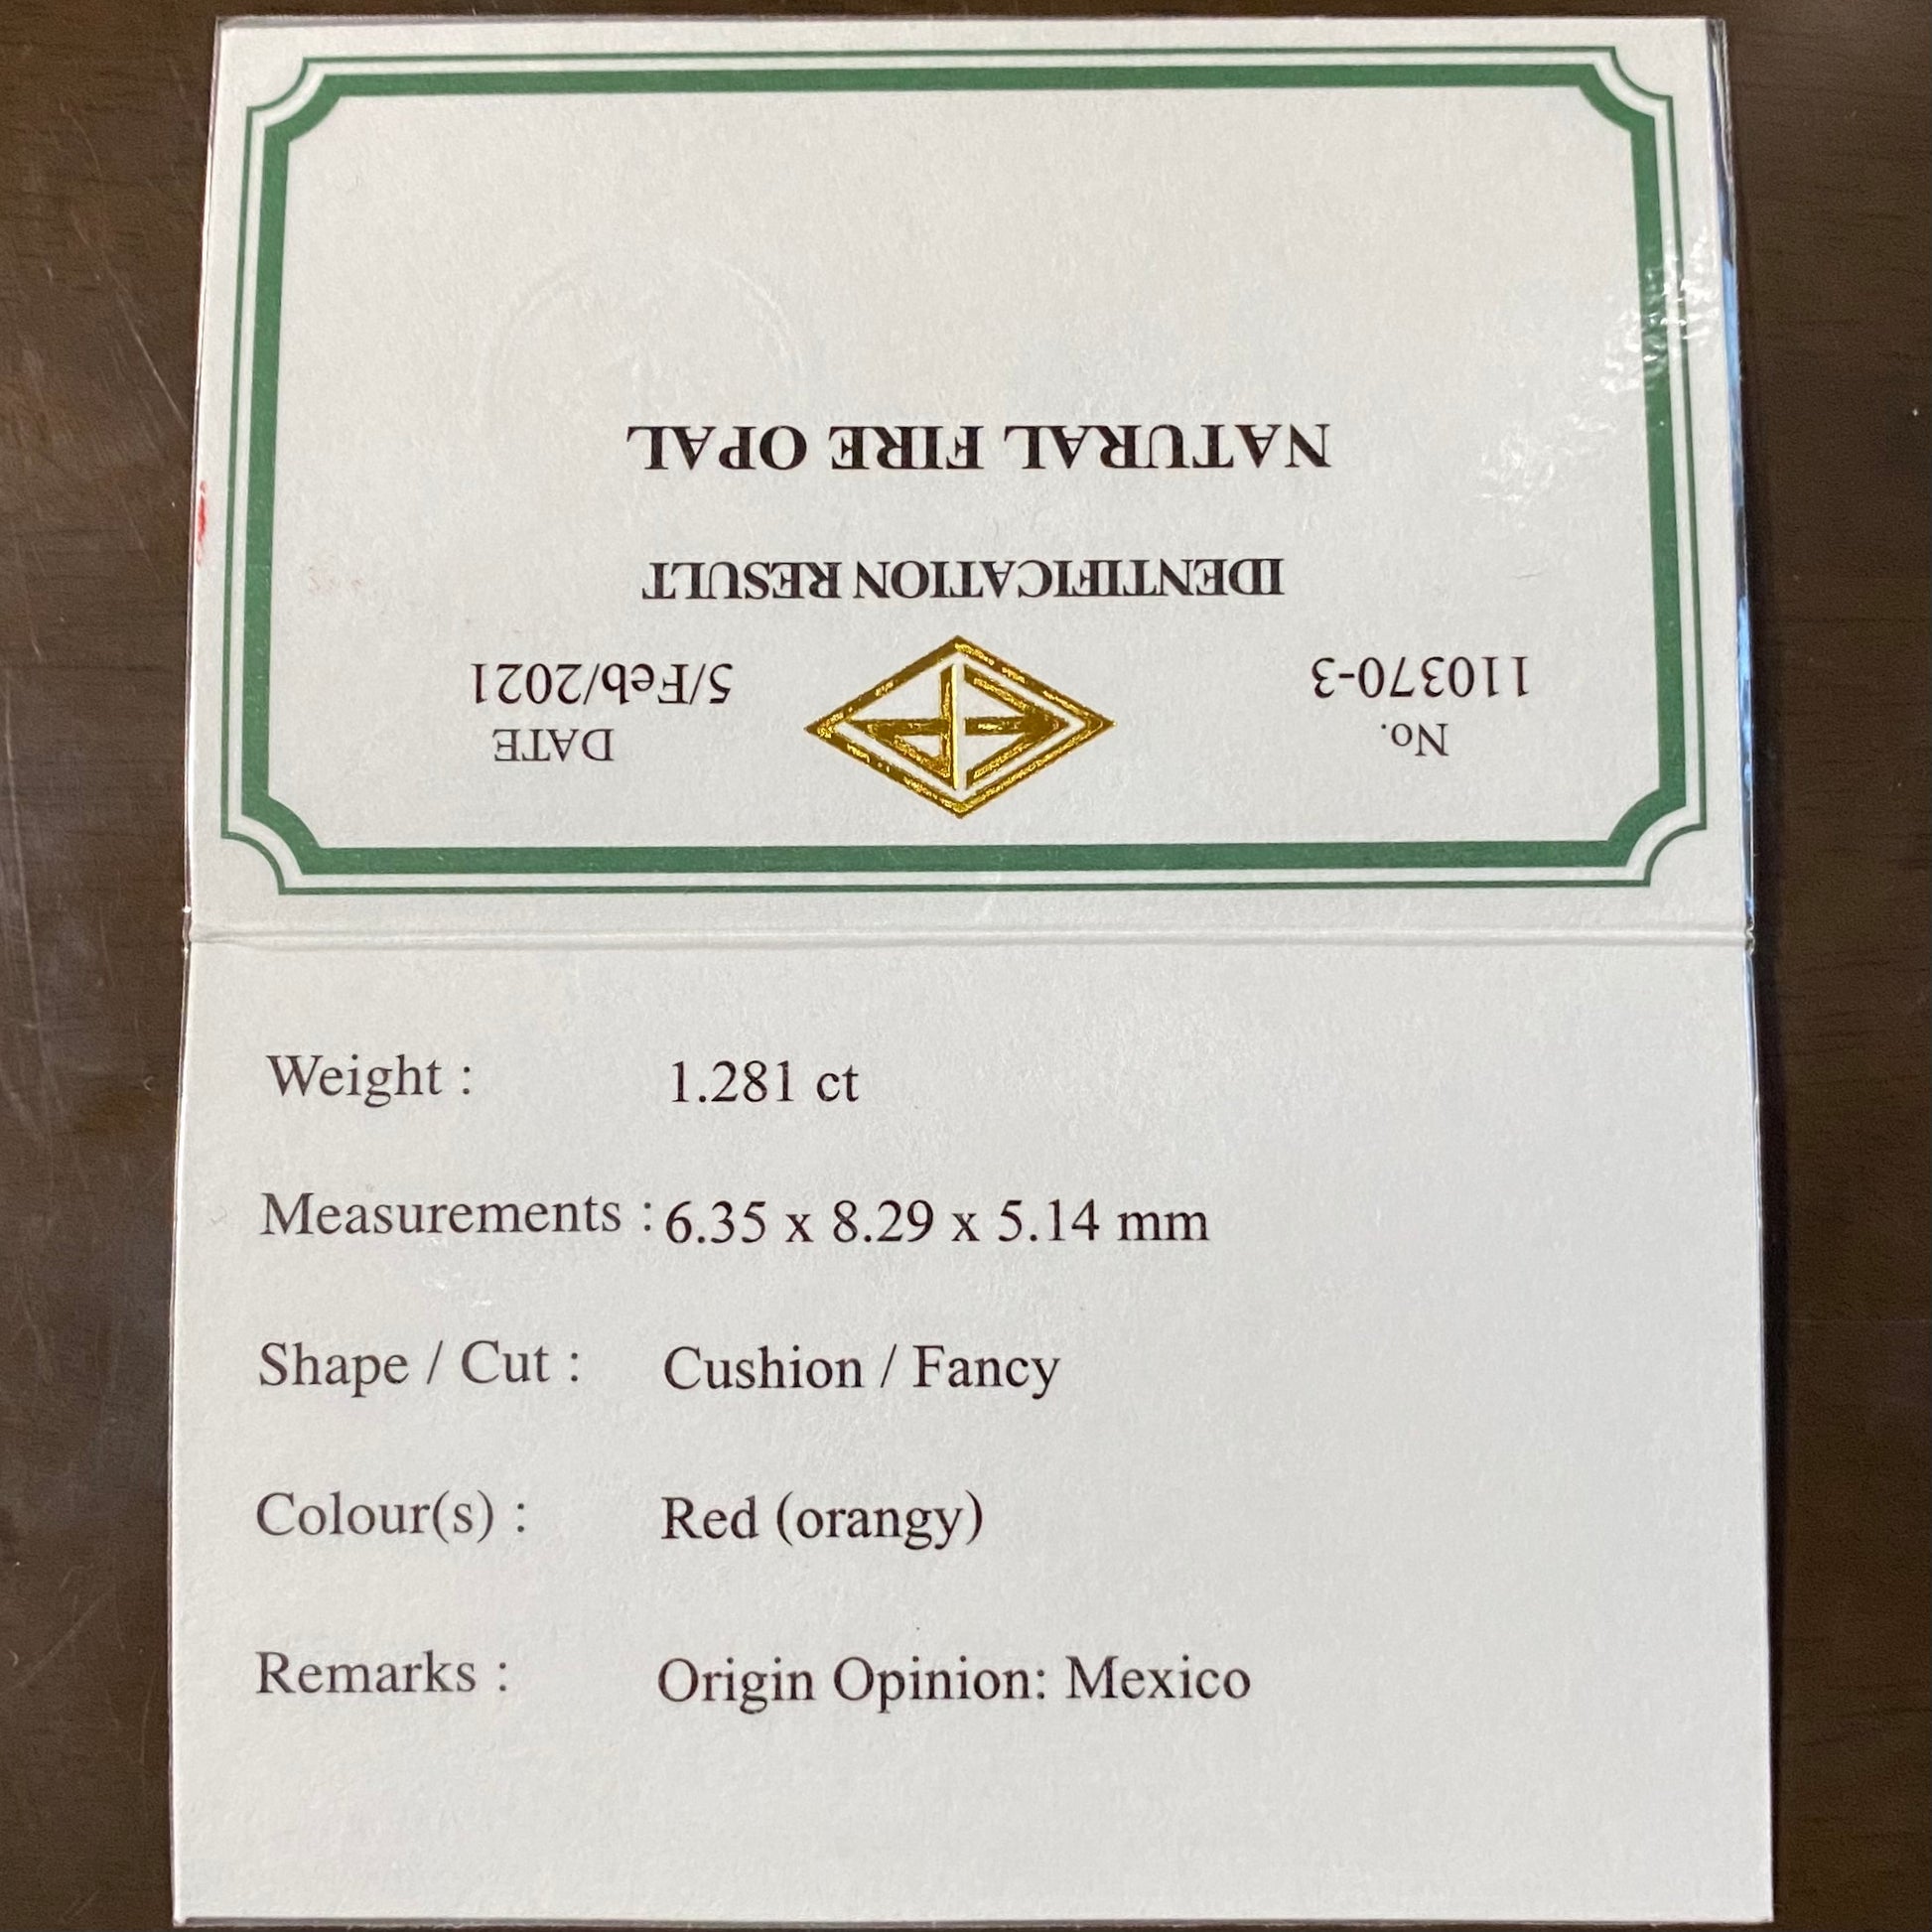 No.
110370-3
DATE
5/Feb/2021
IDENTIFICATION RESULT
NATURAL FIRE OPAL
Weight : 1.281 ct
Measurements : 6.35 x 8.29 x 5.14 mm
Shape / Cut : Cushion / Fancy
Colour(s) : Red (orangy)
Remarks : Origin Opinion: Mexico